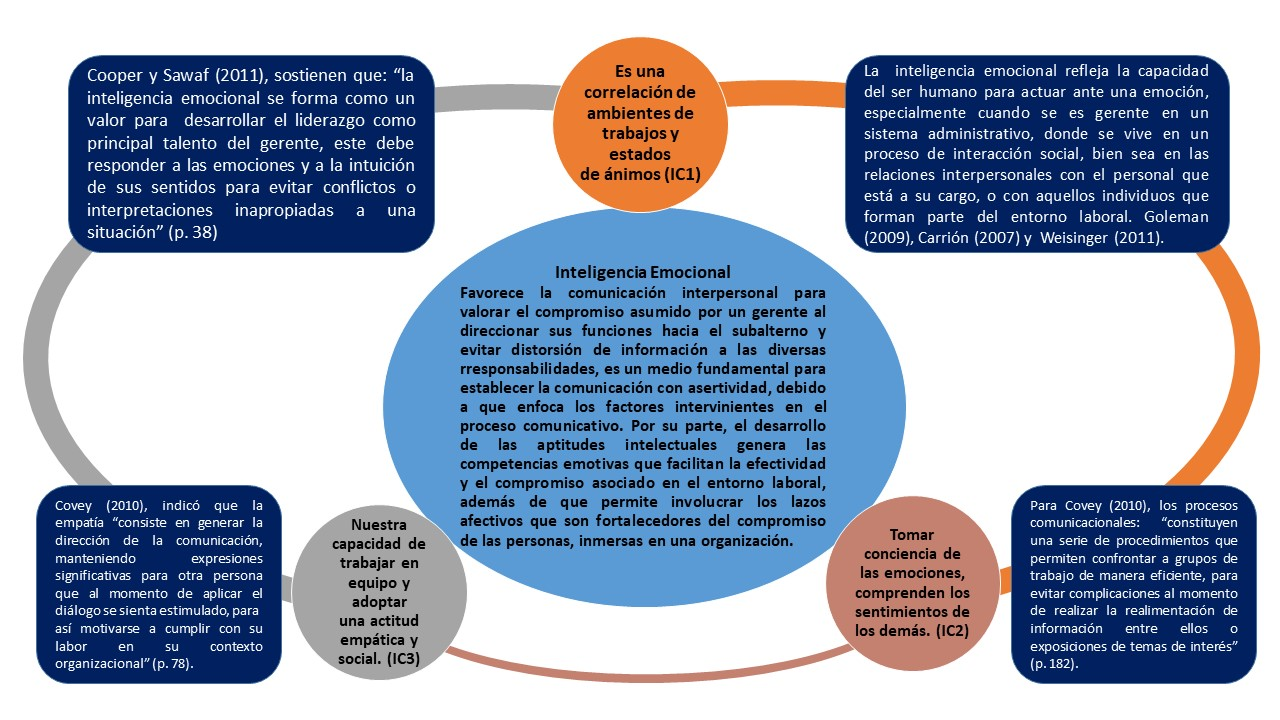 Cooper y Sawaf (2011), sostienen que: “la
inteligencia emocional se forma como un
valor para desarrollar el liderazgo como
principal talento del gerente, este debe
responder a las emociones y a la intuición
de sus sentidos para evitar conflictos o
interpretaciones inapropiadas a una
situación” (p. 38)
Es una
correlación de
ambientes de
trabajos y
estados
de ánimos (IC1)
La inteligencia emocional refleja la capacidad
del ser humano para actuar ante una emoción,
especialmente cuando se es gerente en un
sistema administrativo, donde se vive en un
proceso de interacción social, bien sea en las
relaciones interpersonales con el personal que
está a su cargo, o con aquellos individuos que
forman parte del entorno laboral. Goleman
(2009), Carrión (2007) y Weisinger (2011).
Inteligencia Emocional
Favorece la comunicación interpersonal para
valorar el compromiso asumido por un gerente al
direccionar sus funciones hacia el subalterno y
evitar distorsión de información a las diversas
rresponsabilidades, es un medio fundamental para
establecer la comunicación con asertividad, debido
a que enfoca los factores intervinientes en el
proceso comunicativo. Por su parte, el desarrollo
de las aptitudes intelectuales genera las
competencias emotivas que facilitan la efectividad
y el compromiso asociado en el entorno laboral,
además de que permite involucrar los lazos
afectivos que son fortalecedores del compromiso
de las personas, inmersas en una organización.
Covey (2010), indicó que la
empatía “consiste en generar la
dirección de la comunicación,
manteniendo expresiones
significativas para otra persona
que al momento de aplicar el
diálogo se sienta estimulado, para
así motivarse a cumplir con su
labor en su contexto
organizacional” (p. 78).
Nuestra
capacidad de
trabajar en
equipo y
adoptar
una actitud
empática y
social. (IC3)
Tomar
conciencia de
las emociones,
comprenden los
sentimientos de
los demás. (IC2)
Para Covey (2010), los procesos
comunicacionales: “constituyen
una serie de procedimientos que
permiten confrontar a grupos de
trabajo de manera eficiente, para
evitar complicaciones al momento
de realizar la realimentación de
información entre ellos o
exposiciones de temas de interés”
(p. 182).